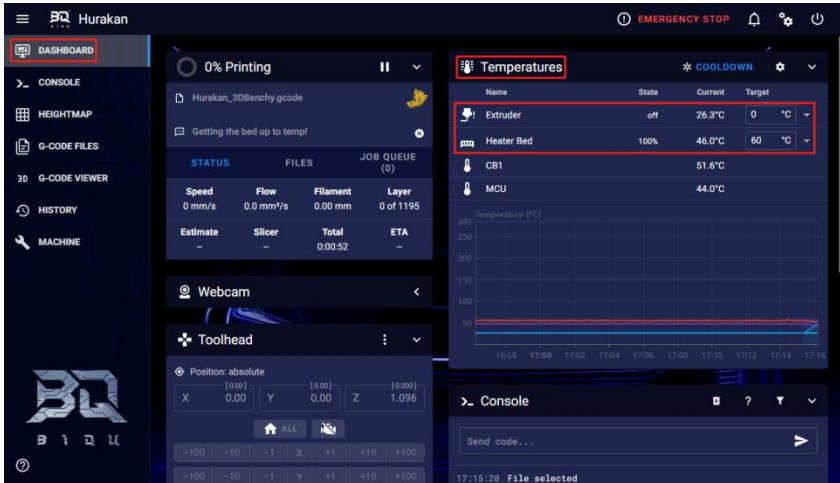 BQ Hurakan
EMERGENCY STOP
DASHBOARD
CONSOLE
HEIGHTMAP
G-CODE FILES
3D G-CODE VIEWER
HISTORY
MACHINE
BIQU
0% Printing
Hurakan_3DBenchy.gcode
Getting the bed up to temp!
STATUS FILES JOB QUEUE (0)
Speed Flow Filament Layer
0 mm/s 0.0 mm³/s 0.00 mm 0 of 1195
Estimate Slicer Total ETA
– – 0:00:52 –
Webcam
Toolhead
Position: absolute
[0.00] [0.00] [0.000]
X 0.00 Y 0.00 Z 1.096
ALL
-100 -10 -1 X +1 +10 +100
-100 -10 -1 Y +1 +10 +100
Temperatures COOLDOWN
Name State Current Target
Extruder off 26.3°C 0 °C
Heater Bed 100% 46.0°C 60 °C
CB1 51.6°C
MCU 44.0°C
Temperature [°C]
285
250
200
150
100
50
16:58 17:00 17:02 17:04 17:06 17:08 17:10 17:12 17:14 17:16
Console
Send code...
17:15:20 File selected